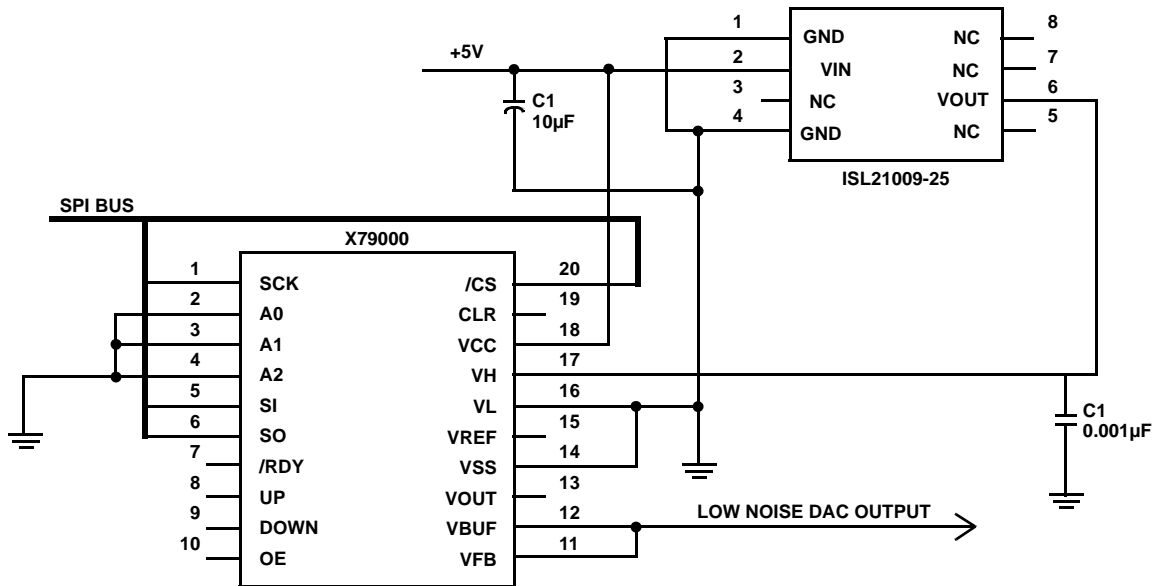 +5V
C1
10µF
1 GND NC 8
2 VIN NC 7
3 NC VOUT 6
4 GND NC 5
ISL21009-25
SPI BUS
X79000
1 SCK /CS 20
2 A0 CLR 19
3 A1 VCC 18
4 A2 VH 17
5 SI VL 16
6 SO VREF 15
7 /RDY VSS 14
8 UP VOUT 13
9 DOWN VBUF 12
10 OE VFB 11
C1
0.001µF
LOW NOISE DAC OUTPUT